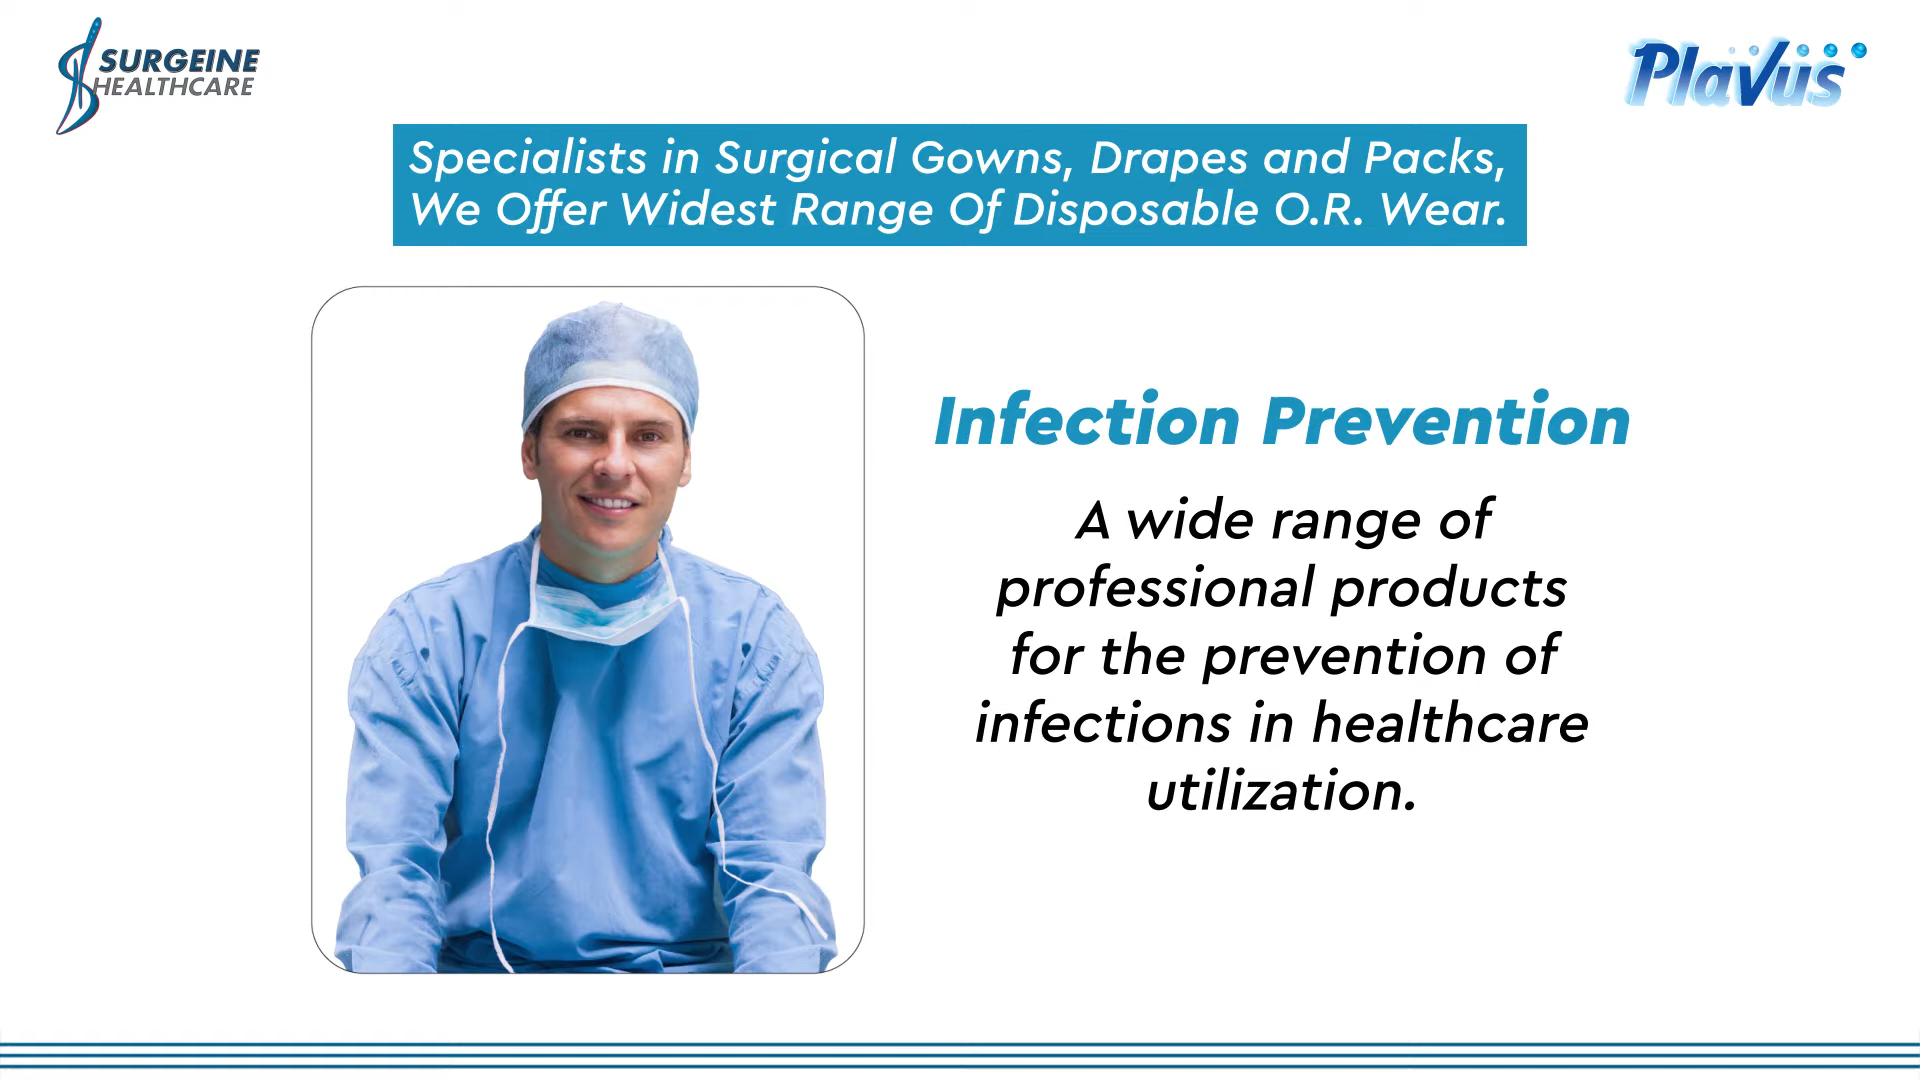 SURGEINE
HEALTHCARE
Plavus
Specialists in Surgical Gowns, Drapes and Packs,
We Offer Widest Range Of Disposable O.R. Wear.
Infection Prevention
A wide range of
professional products
for the prevention of
infections in healthcare
utilization.